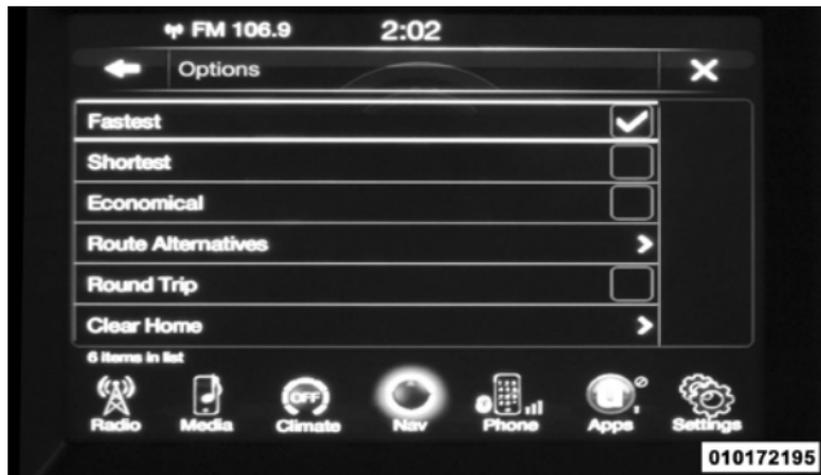 FM 106.9 2:02
Options
Fastest
Shortest
Economical
Route Alternatives
Round Trip
Clear Home
6 items in list
OFF
Radio Media Climate Nav Phone Apps Settings
010172195